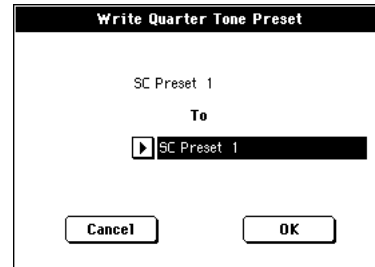 Write Quarter Tone Preset
SC Preset 1
To
SC Preset 1
Cancel OK